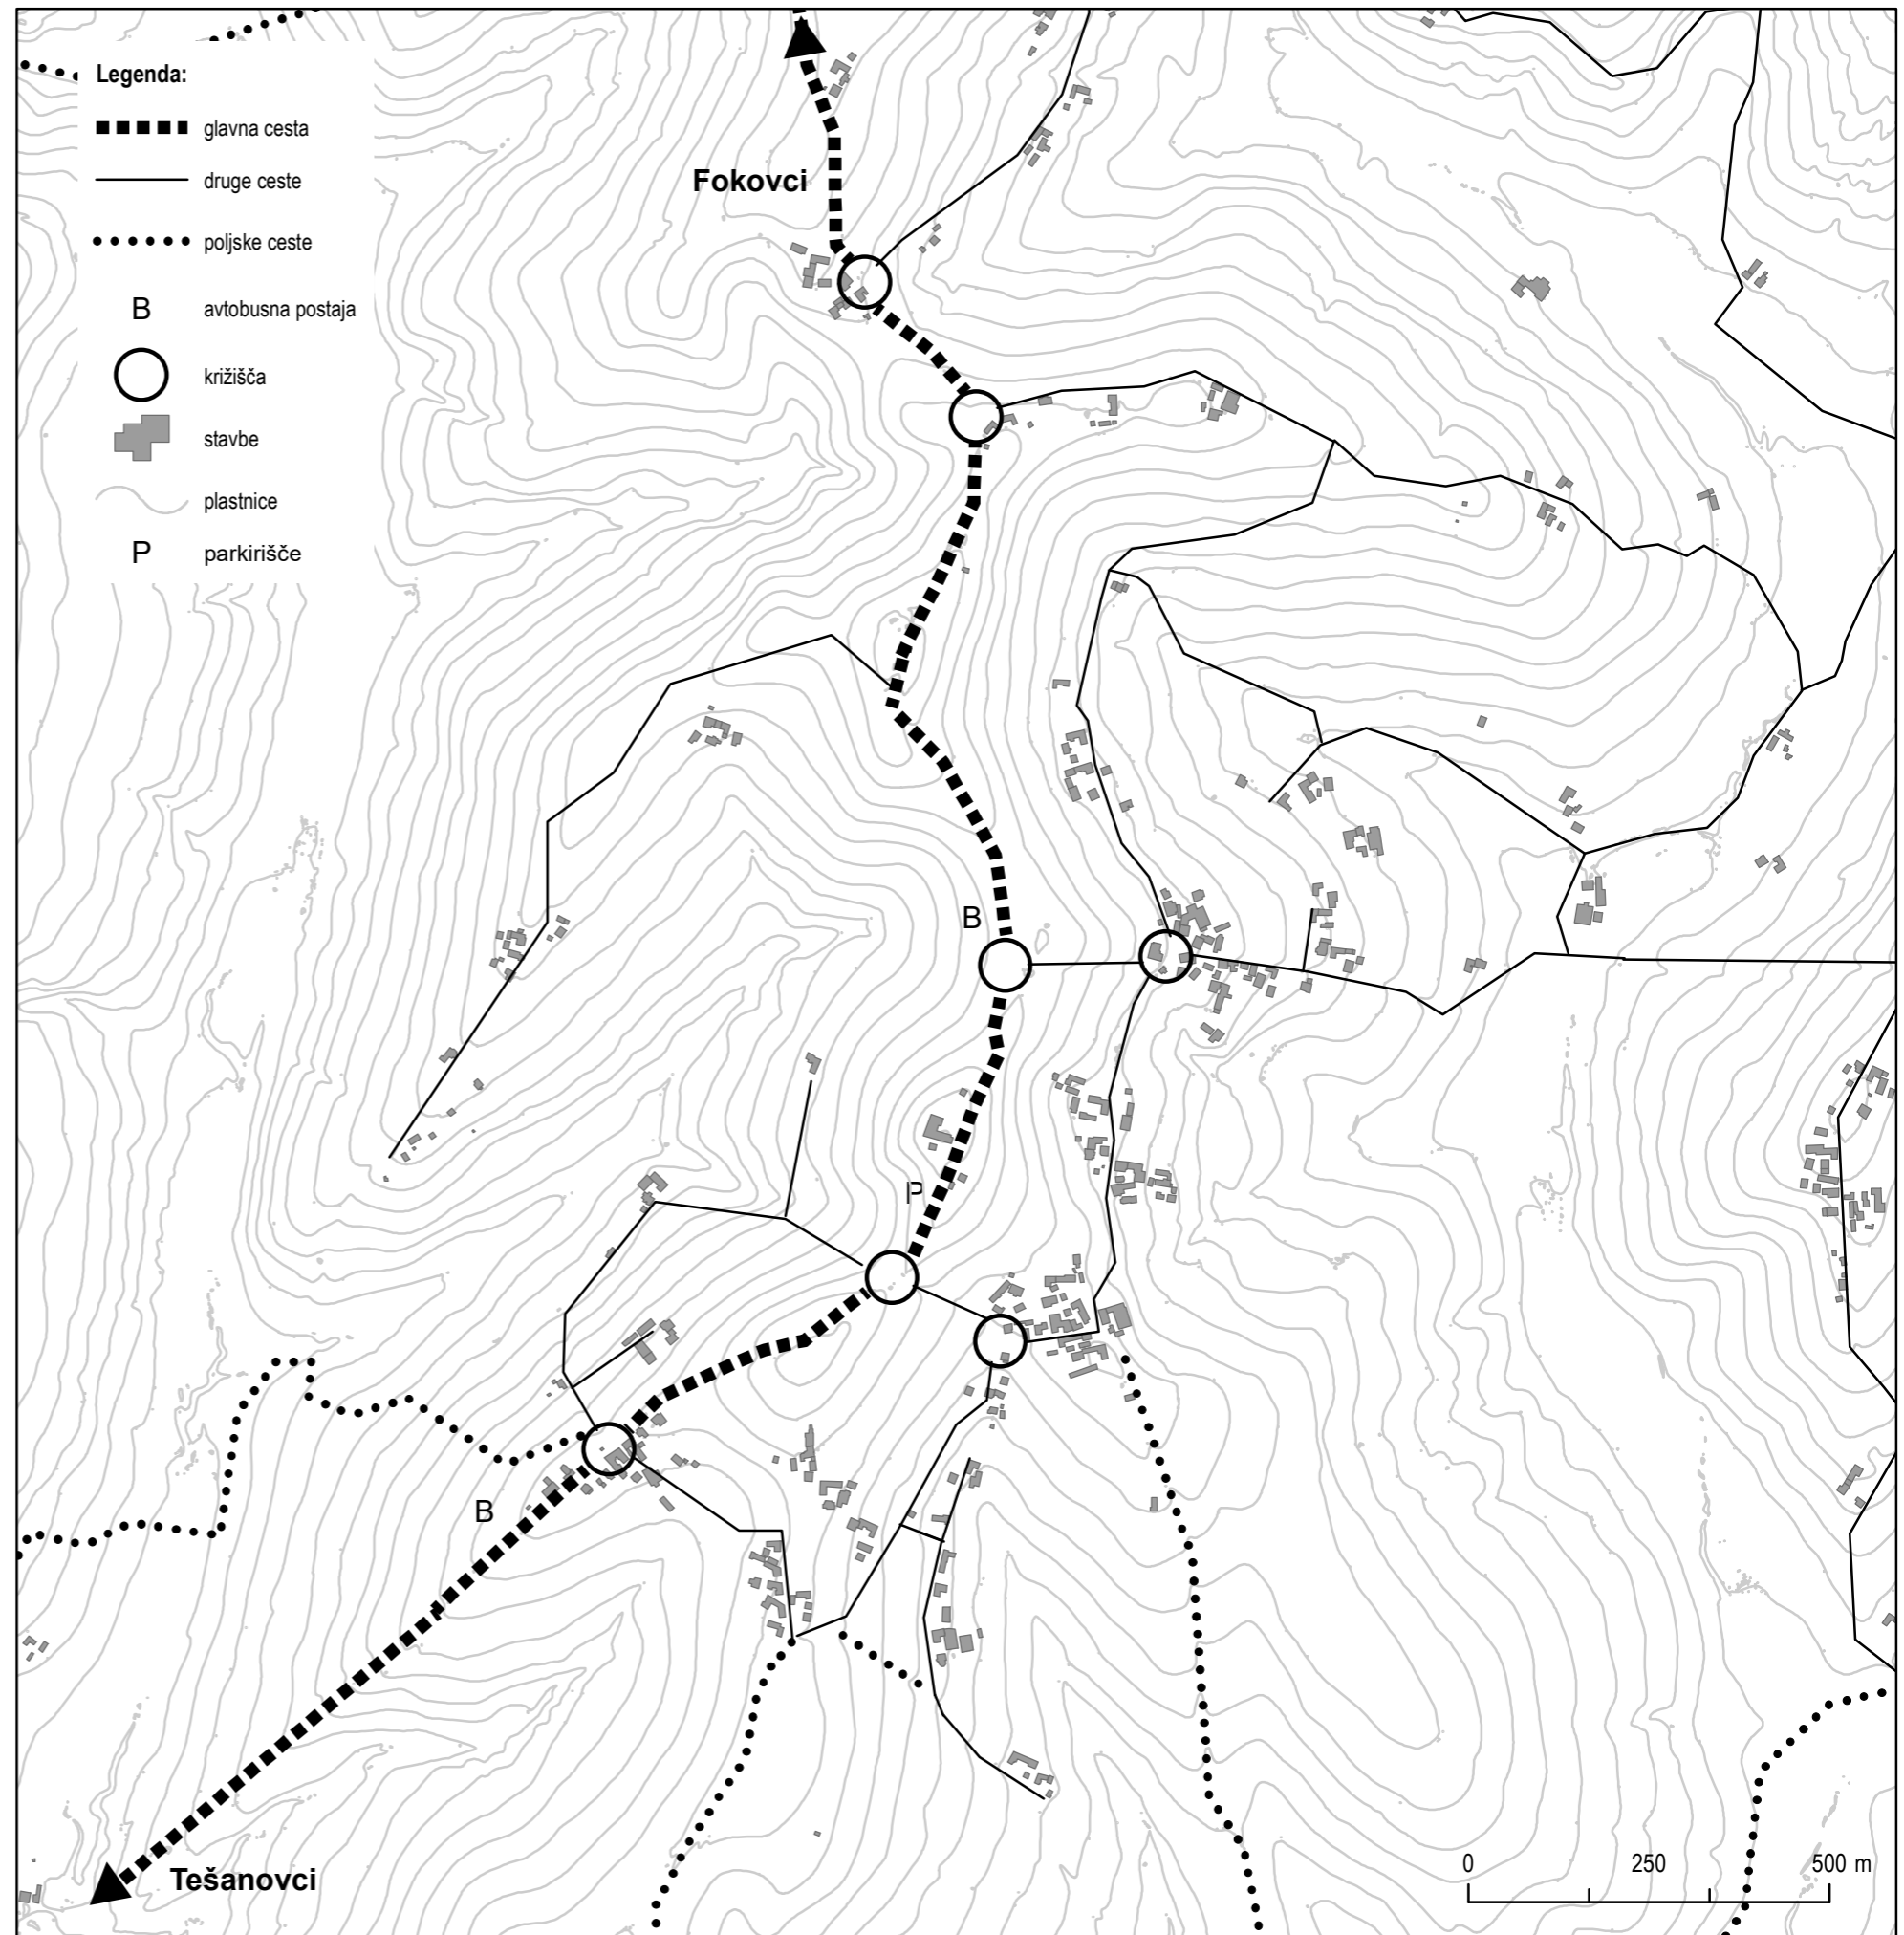 Legenda:
glavna cesta
druge ceste
poljske ceste
B avtobusna postaja
križišča
stavbe
plastnice
P parkirišče
Fokovci
B
P
B
Tešanovci
0 250 500 m